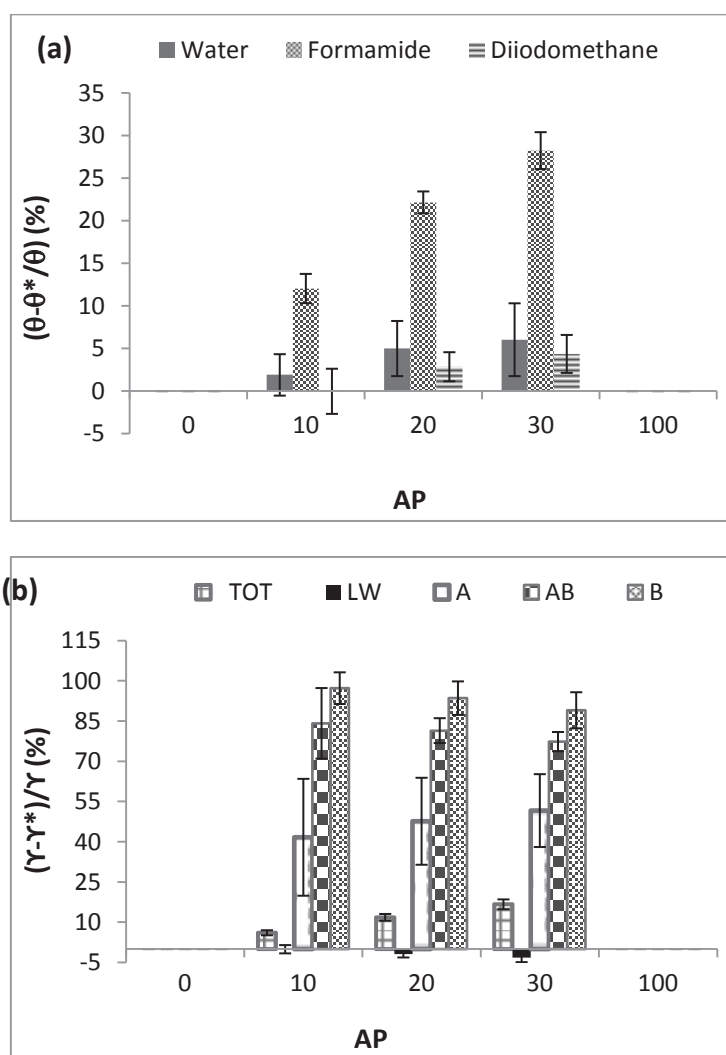 (a)
Water Formamide Diiodomethane
35
30
25
20
15
10
5
0
-5
(θ-θ*/θ) (%)
0 10 20 30 100
AP
(b)
TOT LW A AB B
115
100
85
70
55
40
25
10
-5
(ϒ-ϒ*)/ϒ (%)
0 10 20 30 100
AP